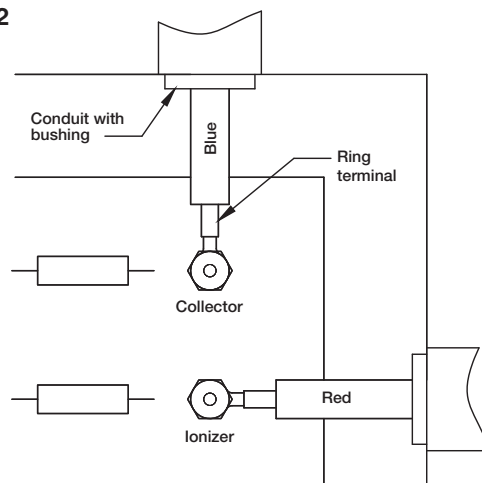 2
Conduit with
bushing
Blue
Ring
terminal
Collector
Red
Ionizer